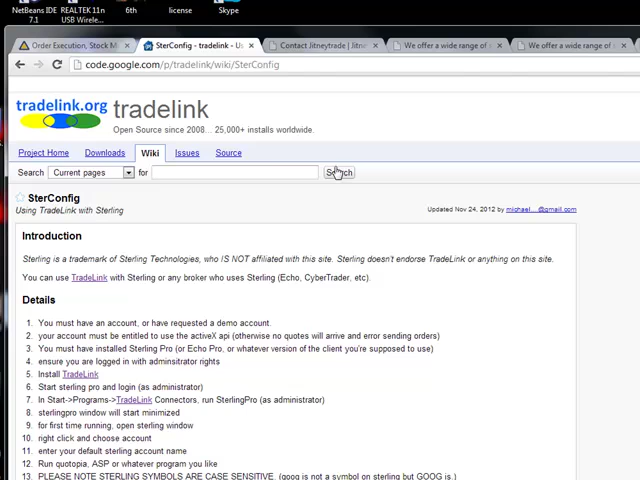 NetBeans IDE
7.1
REALTEK 11n
USB Wirele...
6th
license
Skype
Order Execution, Stock M
SterConfig - tradelink - Us
Contact Jitneytrade | Jitn
We offer a wide range of s
We offer a wide range of s
code.google.com/p/tradelink/wiki/SterConfig
tradelink.org
tradelink
Open Source since 2008... 25,000+ installs worldwide.
Project Home
Downloads
Wiki
Issues
Source
Search
Current pages
for
Search
SterConfig
Using TradeLink with Sterling
Updated Nov 24, 2012 by michael...@gmail.com
Introduction
Sterling is a trademark of Sterling Technologies, who IS NOT affiliated with this site. Sterling doesn't endorse TradeLink or anything on this site.
You can use TradeLink with Sterling or any broker who uses Sterling (Echo, CyberTrader, etc).
Details
1. You must have an account, or have requested a demo account.
2. your account must be entitled to use the activeX api (otherwise no quotes will arrive and error sending orders)
3. You must have installed Sterling Pro (or Echo Pro, or whatever version of the client you're supposed to use)
4. ensure you are logged in with adminsitrator rights
5. Install TradeLink
6. Start sterling pro and login (as administrator)
7. In Start->Programs->TradeLink Connectors, run SterlingPro (as administrator)
8. sterlingpro window will start minimized
9. for first time running, open sterling window
10. right click and choose account
11. enter your default sterling account name
12. Run quotopia, ASP or whatever program you like
13. PLEASE NOTE STERLING SYMBOLS ARE CASE SENSITIVE. (goog is not a symbol on sterling but GOOG is.)